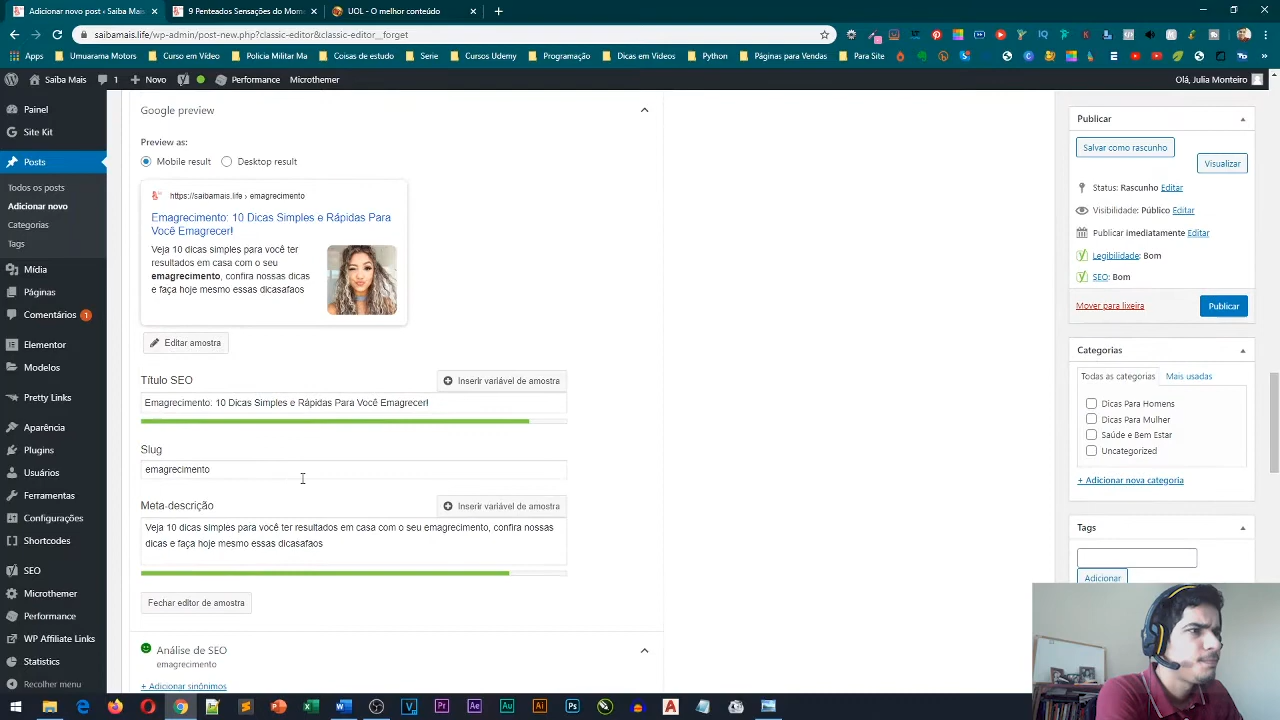 Adicionar novo post ‹ Saiba Mais
9 Penteados Sensações do Mom
UOL - O melhor conteúdo
saibamais.life/wp-admin/post-new.php?classic-editor&classic-editor__forget
Apps
Umuarama Motors
Curso em Vídeo
Policia Militar Ma
Coisas de estudo
Serie
Cursos Udemy
Programação
Dicas em Videos
Python
Páginas para Vendas
Para Site
Saiba Mais
1
Novo
Performance
Microthemer
Olá, Julia Monteiro
Painel
Site Kit
Posts
Todos os posts
Adicionar novo
Categorias
Tags
Mídia
Páginas
Comentários 1
Elementor
Modelos
Pretty Links
Aparência
Plugins
Usuários
Ferramentas
Configurações
Shortcodes
SEO
Microthemer
Performance
WP Affiliate Links
Statistics
Recolher menu
Google preview
Preview as:
Mobile result
Desktop result
https://saibamais.life › emagrecimento
Emagrecimento: 10 Dicas Simples e Rápidas Para
Você Emagrecer!
Veja 10 dicas simples para você ter
resultados em casa com o seu
emagrecimento, confira nossas dicas
e faça hoje mesmo essas dicasafaos
Editar amostra
Título SEO
Inserir variável de amostra
Emagrecimento: 10 Dicas Simples e Rápidas Para Você Emagrecer!
Slug
emagrecimento
Meta-descrição
Inserir variável de amostra
Veja 10 dicas simples para você ter resultados em casa com o seu emagrecimento, confira nossas
dicas e faça hoje mesmo essas dicasafaos
Fechar editor de amostra
Análise de SEO
emagrecimento
+ Adicionar sinônimos
Publicar
Salvar como rascunho
Visualizar
Status: Rascunho Editar
Visibilidade: Público Editar
Publicar imediatamente Editar
Legibilidade: Bom
SEO: Bom
Mover para lixeira
Publicar
Categorias
Todas as categorias
Mais usadas
Dicas Para Homens
Dicas Para Mulher
Saúde e Bem Estar
Uncategorized
+ Adicionar nova categoria
Tags
Adicionar